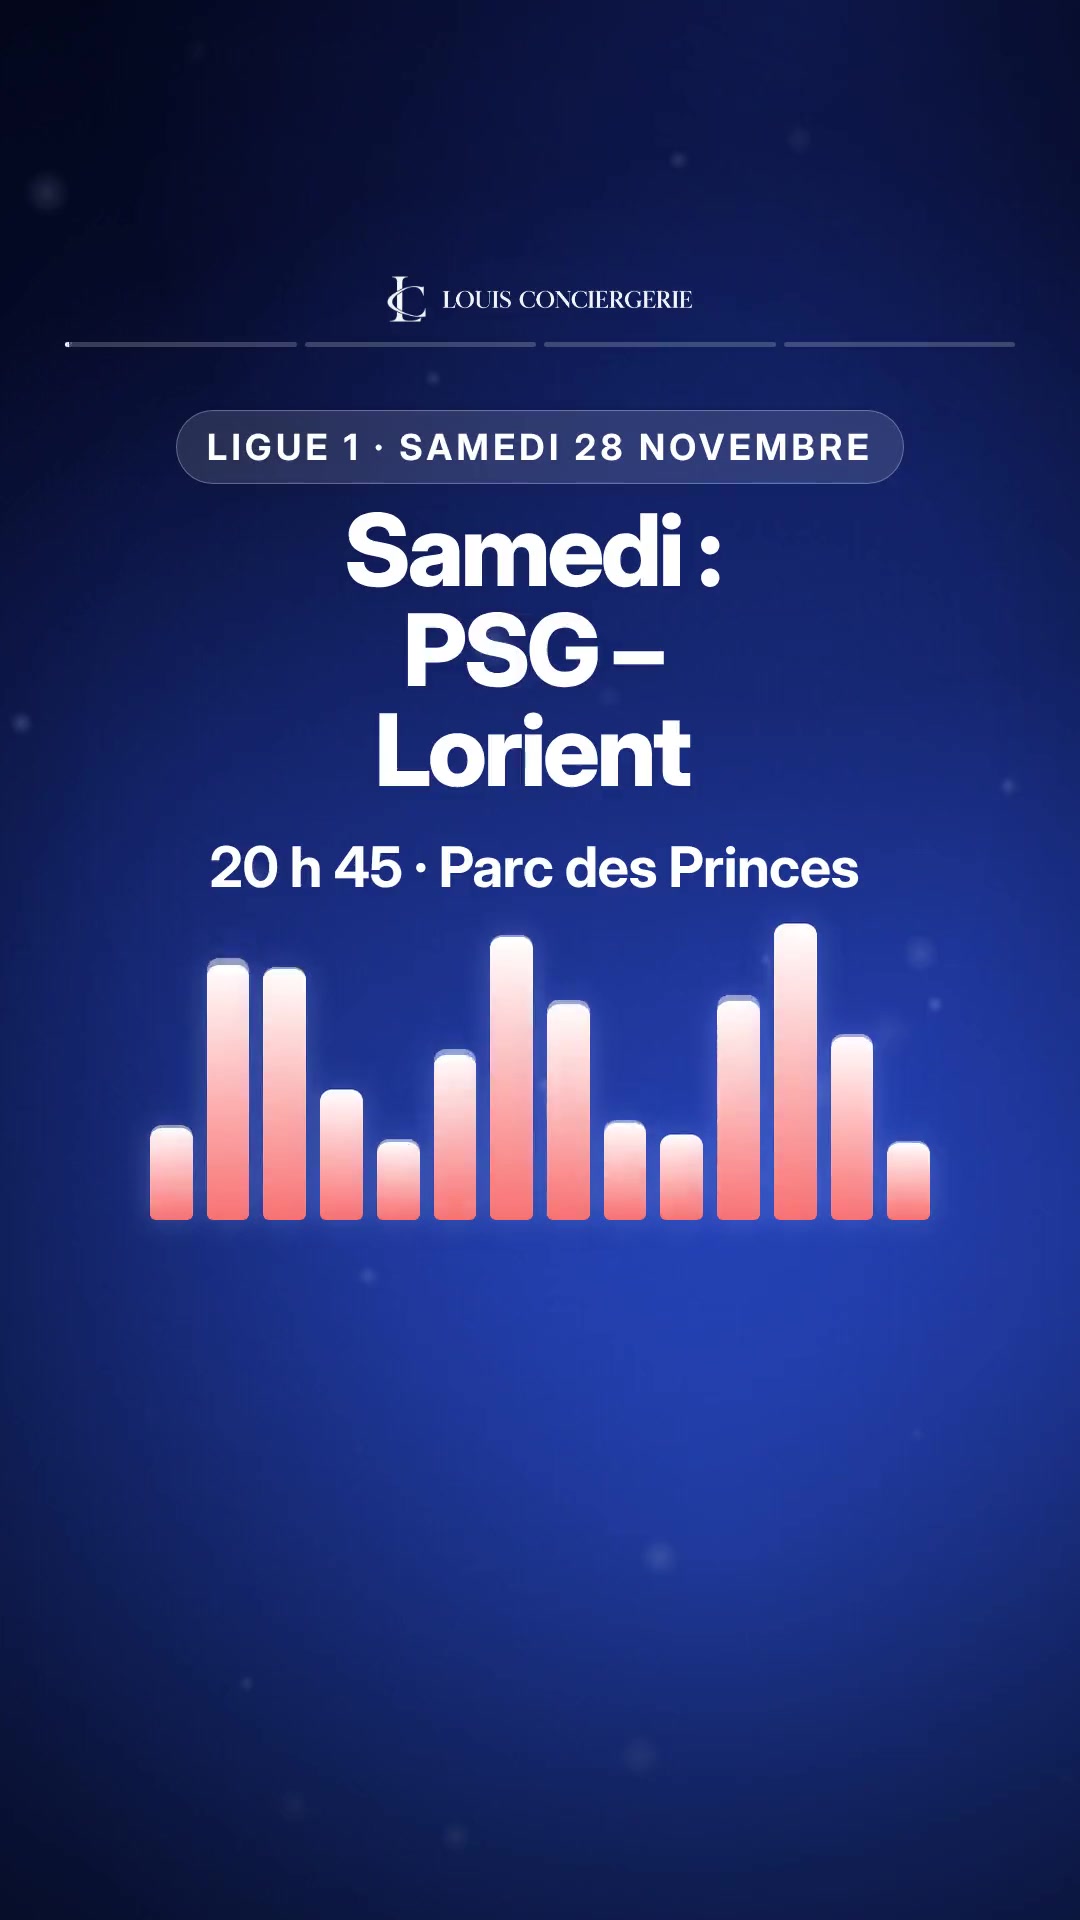 LOUIS CONCIERGERIE
LIGUE 1 · SAMEDI 28 NOVEMBRE
Samedi :
PSG –
Lorient
20 h 45 · Parc des Princes